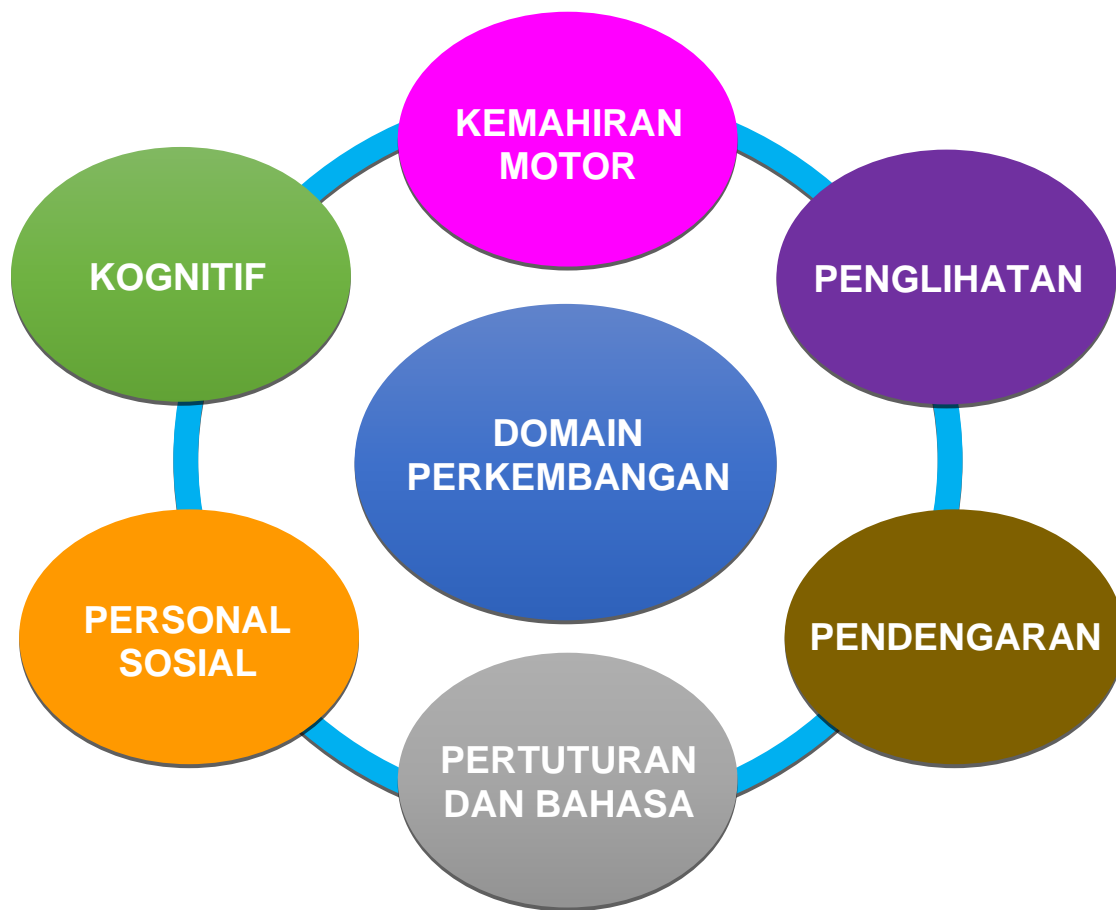 KEMAHIRAN
MOTOR
KOGNITIF
PENGLIHATAN
DOMAIN
PERKEMBANGAN
PERSONAL
SOSIAL
PENDENGARAN
PERTUTURAN
DAN BAHASA